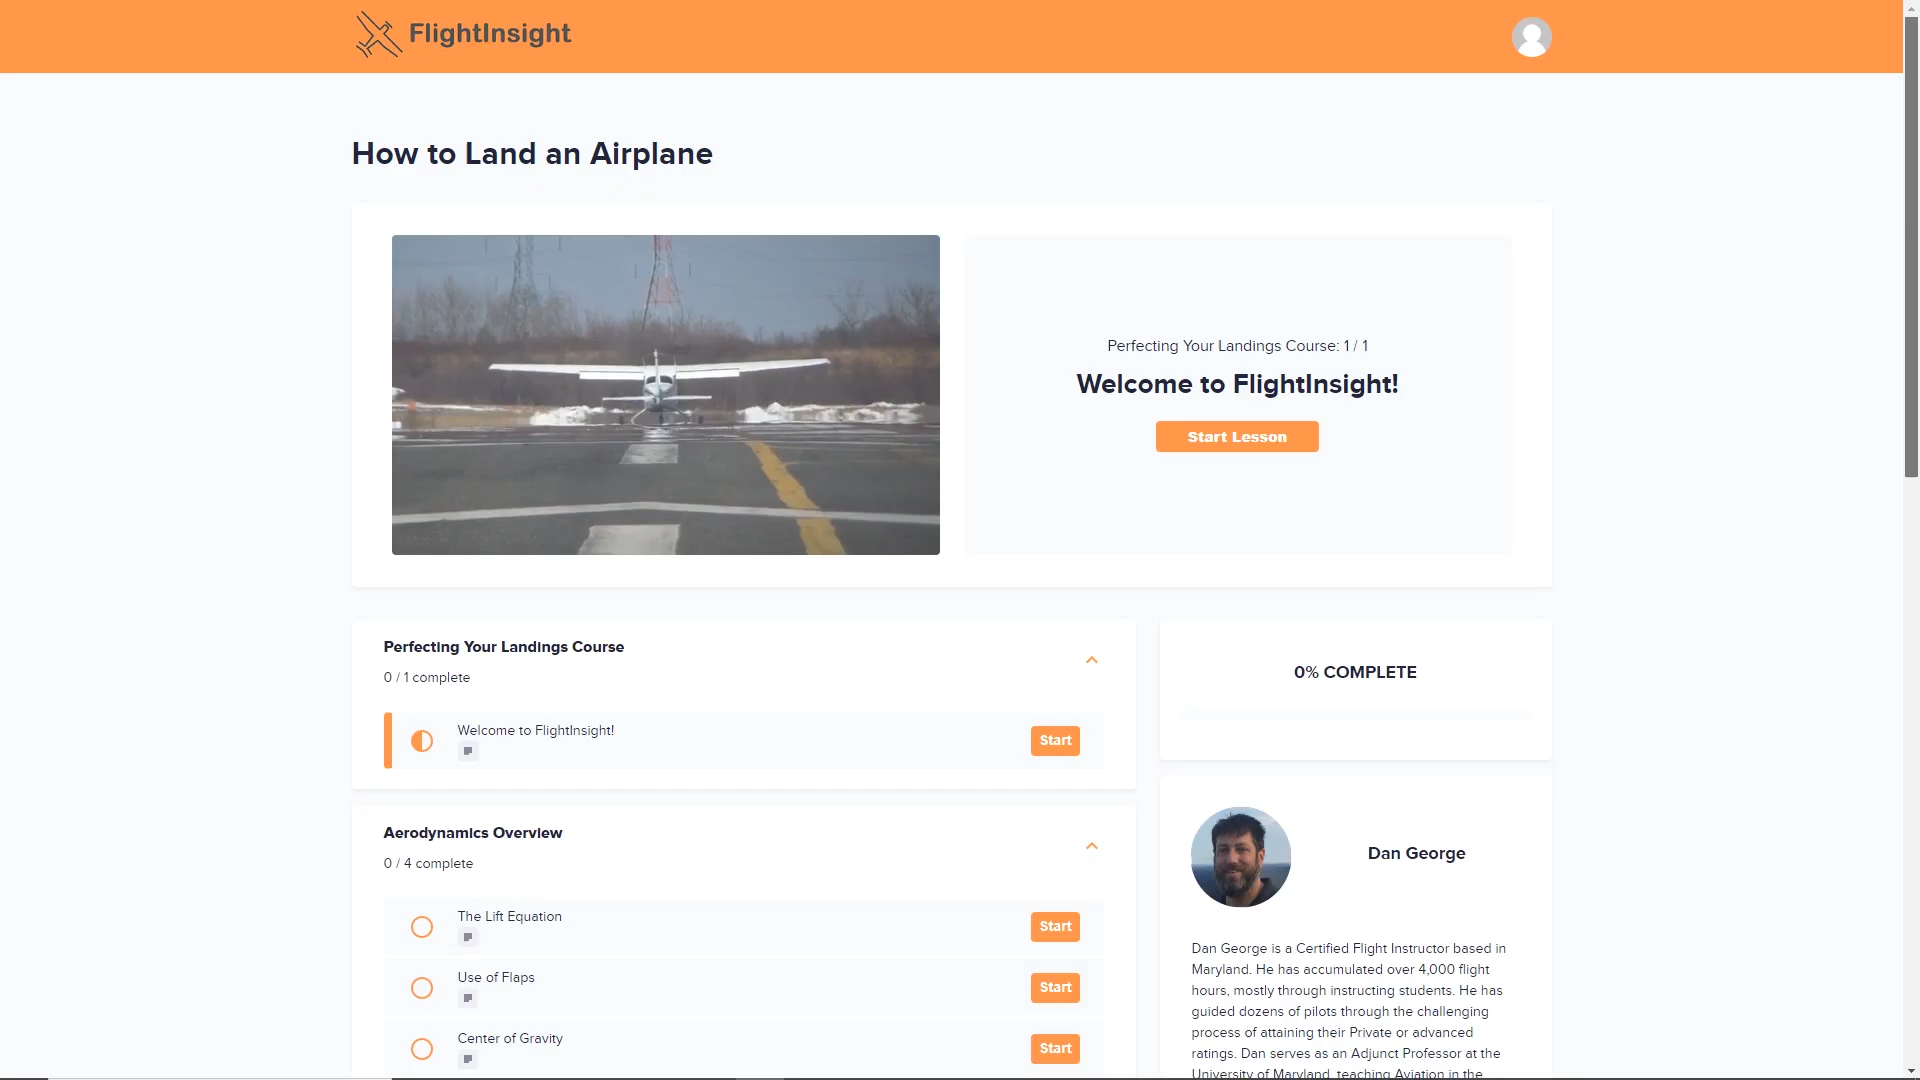 FlightInsight
How to Land an Airplane
Perfecting Your Landings Course: 1 / 1
Welcome to FlightInsight!
Start Lesson
Perfecting Your Landings Course
0 / 1 complete
Welcome to FlightInsight!
Start
Aerodynamics Overview
0 / 4 complete
The Lift Equation
Start
Use of Flaps
Start
Center of Gravity
Start
0% COMPLETE
Dan George
Dan George is a Certified Flight Instructor based in
Maryland. He has accumulated over 4,000 flight
hours, mostly through instructing students. He has
guided dozens of pilots through the challenging
process of attaining their Private or advanced
ratings. Dan serves as an Adjunct Professor at the
University of Maryland, teaching Aviation in the